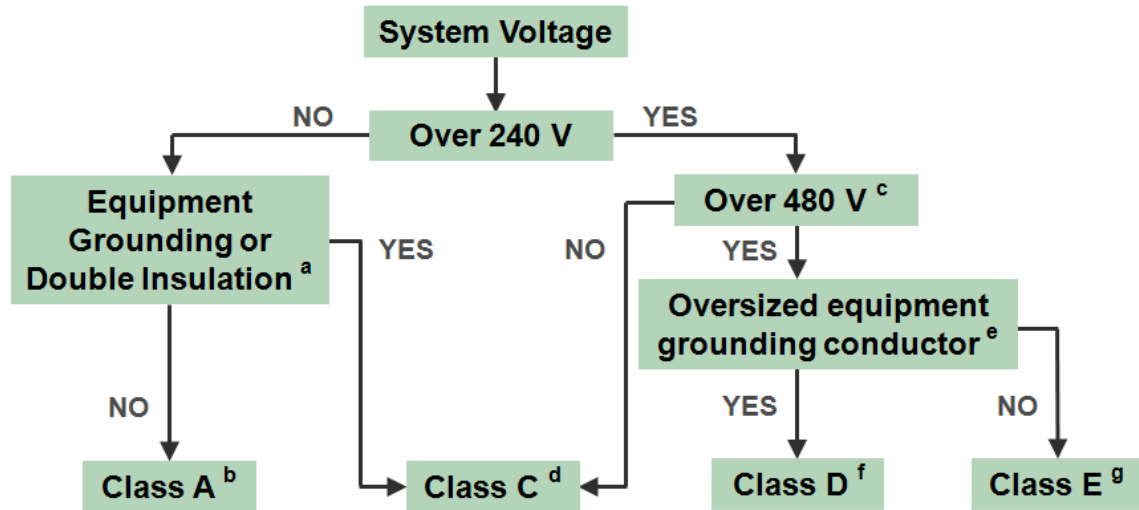 System Voltage
NO
Over 240 V
YES
Equipment
Grounding or
Double Insulation a
YES
NO
Over 480 V c
YES
Oversized equipment
grounding conductor e
NO
YES
NO
Class A b
Class C d
Class D f
Class E g